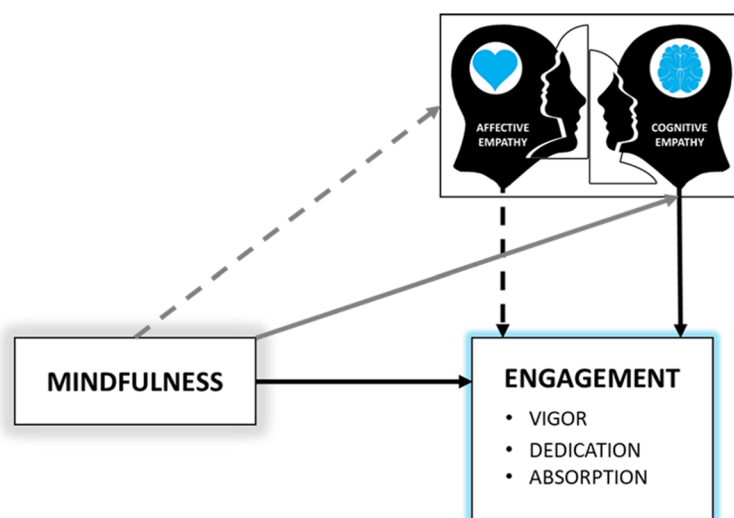 AFFECTIVE
EMPATHY
COGNITIVE
EMPATHY
MINDFULNESS
ENGAGEMENT
• VIGOR
• DEDICATION
• ABSORPTION